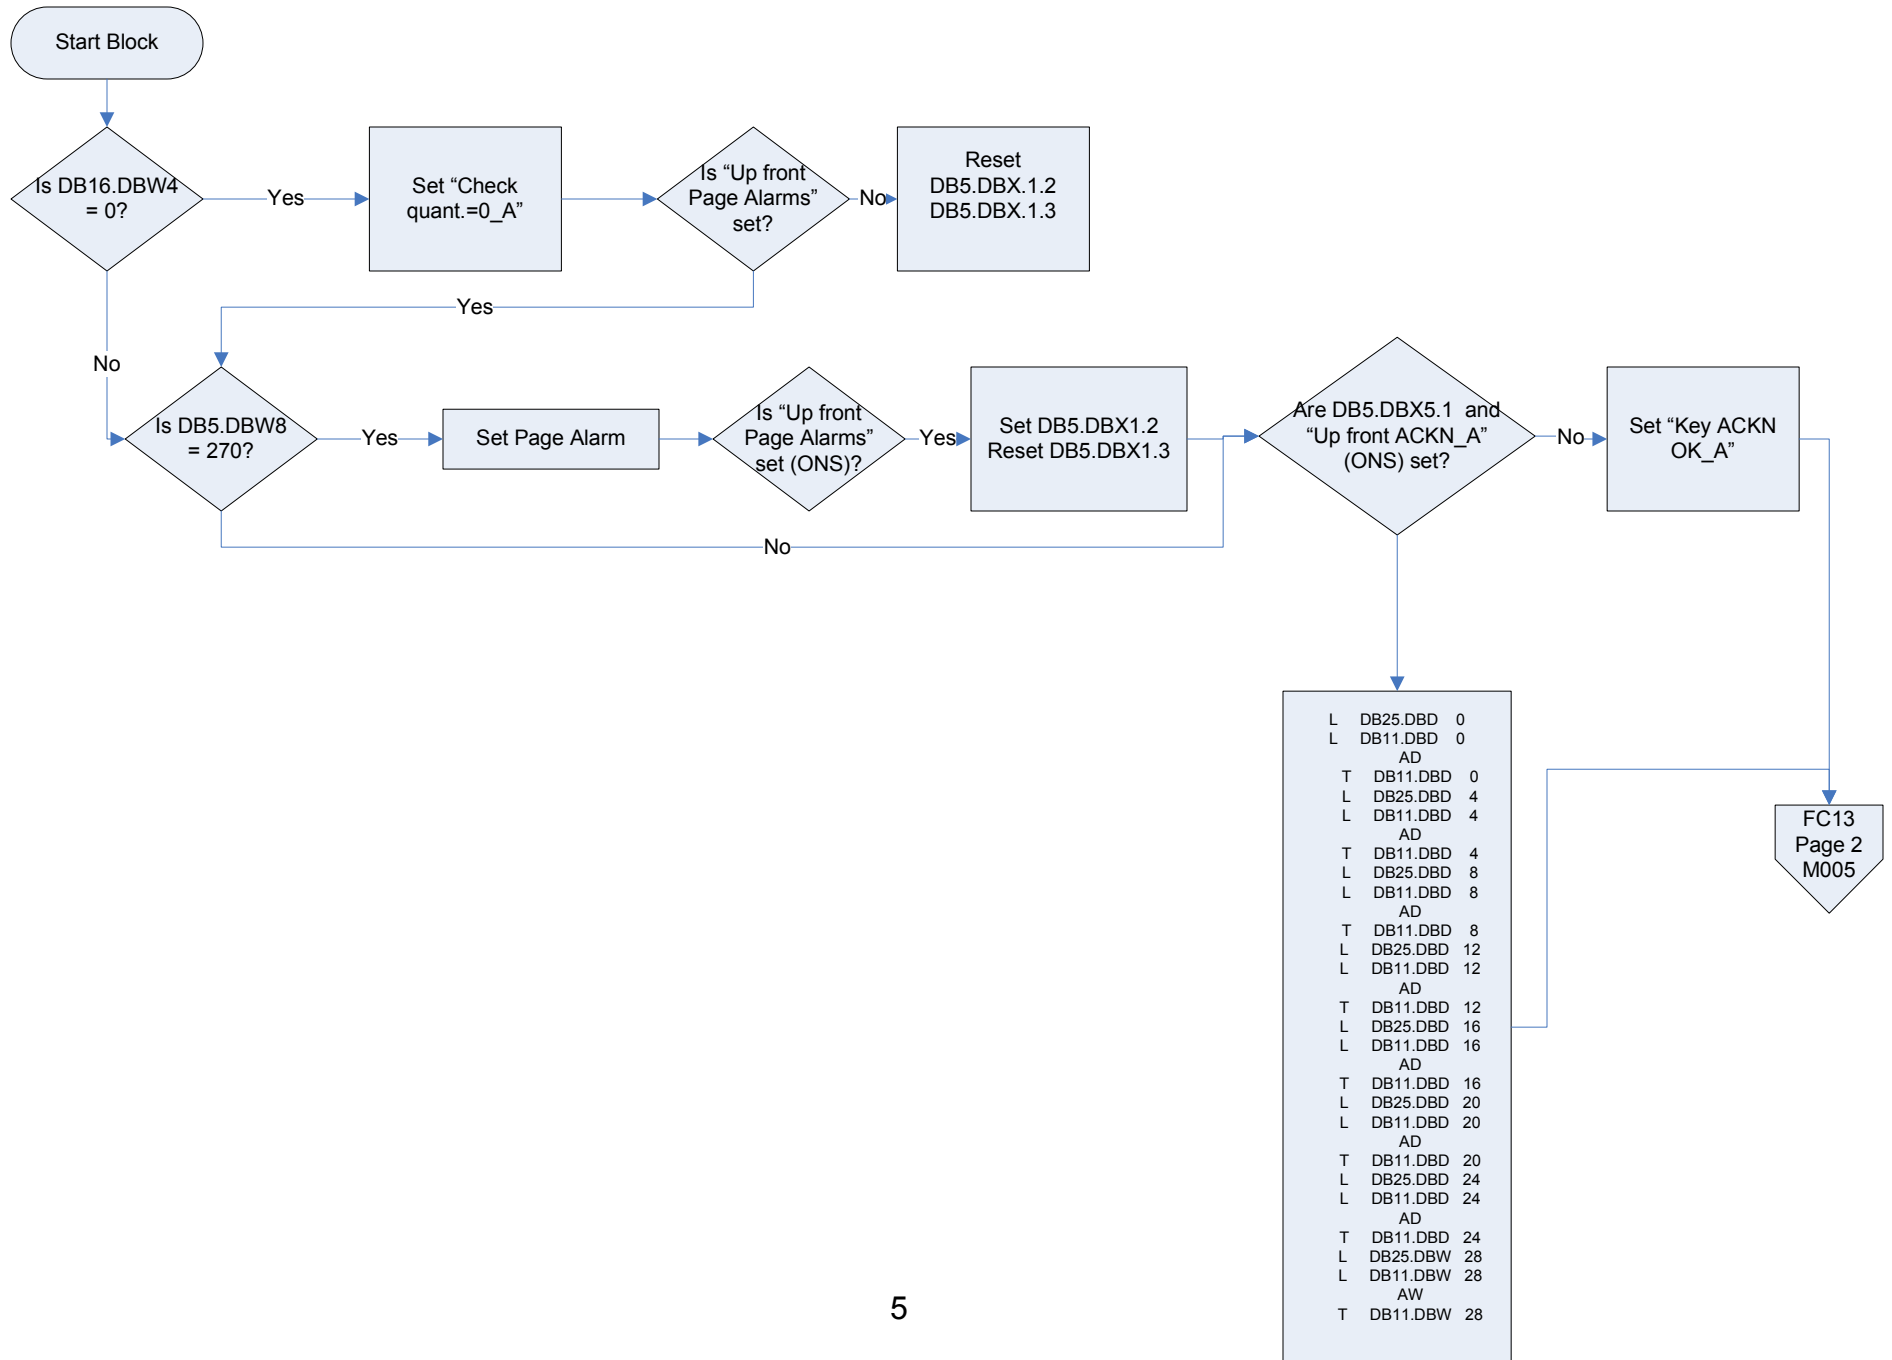 Start Block
Is DB16.DBW4
= 0?
Yes
Set “Check
quant.=0_A”
Is “Up front
Page Alarms”
set?
No
Reset
DB5.DBX.1.2
DB5.DBX.1.3
Yes
No
Is DB5.DBW8
= 270?
Yes
Set Page Alarm
Is “Up front
Page Alarms”
set (ONS)?
Yes
Set DB5.DBX1.2
Reset DB5.DBX1.3
Are DB5.DBX5.1 and
“Up front ACKN_A”
(ONS) set?
No
Set “Key ACKN
OK_A”
No
L DB25.DBD 0
L DB11.DBD 0
AD
T DB11.DBD 0
L DB25.DBD 4
L DB11.DBD 4
AD
T DB11.DBD 4
L DB25.DBD 8
L DB11.DBD 8
AD
T DB11.DBD 8
L DB25.DBD 12
L DB11.DBD 12
AD
T DB11.DBD 12
L DB25.DBD 16
L DB11.DBD 16
AD
T DB11.DBD 16
L DB25.DBD 20
L DB11.DBD 20
AD
T DB11.DBD 20
L DB25.DBD 24
L DB11.DBD 24
AD
T DB11.DBD 24
L DB25.DBW 28
L DB11.DBW 28
AW
T DB11.DBW 28
FC13
Page 2
M005
5